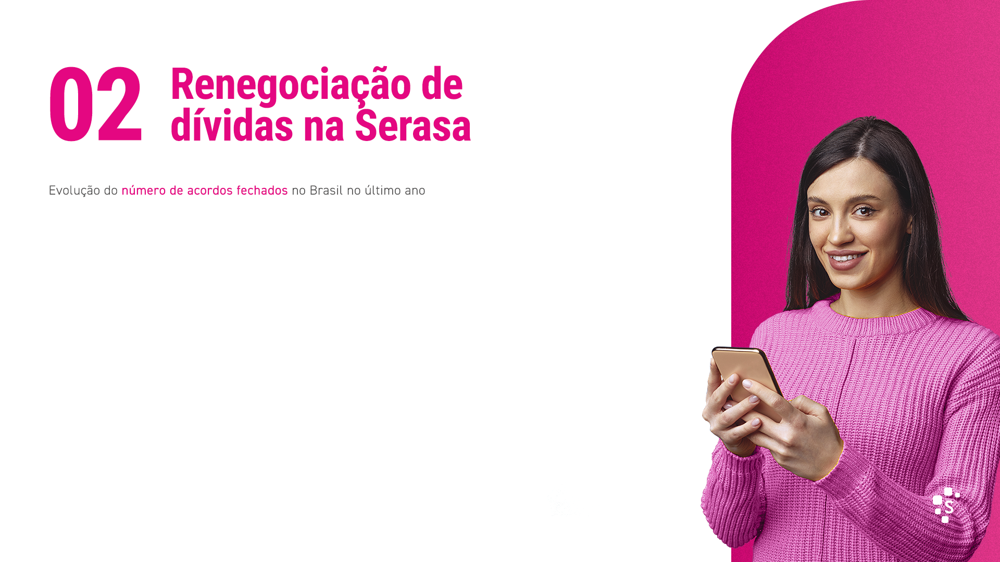 02
Renegociação de
dívidas na Serasa
Evolução do número de acordos fechados no Brasil no último ano
S